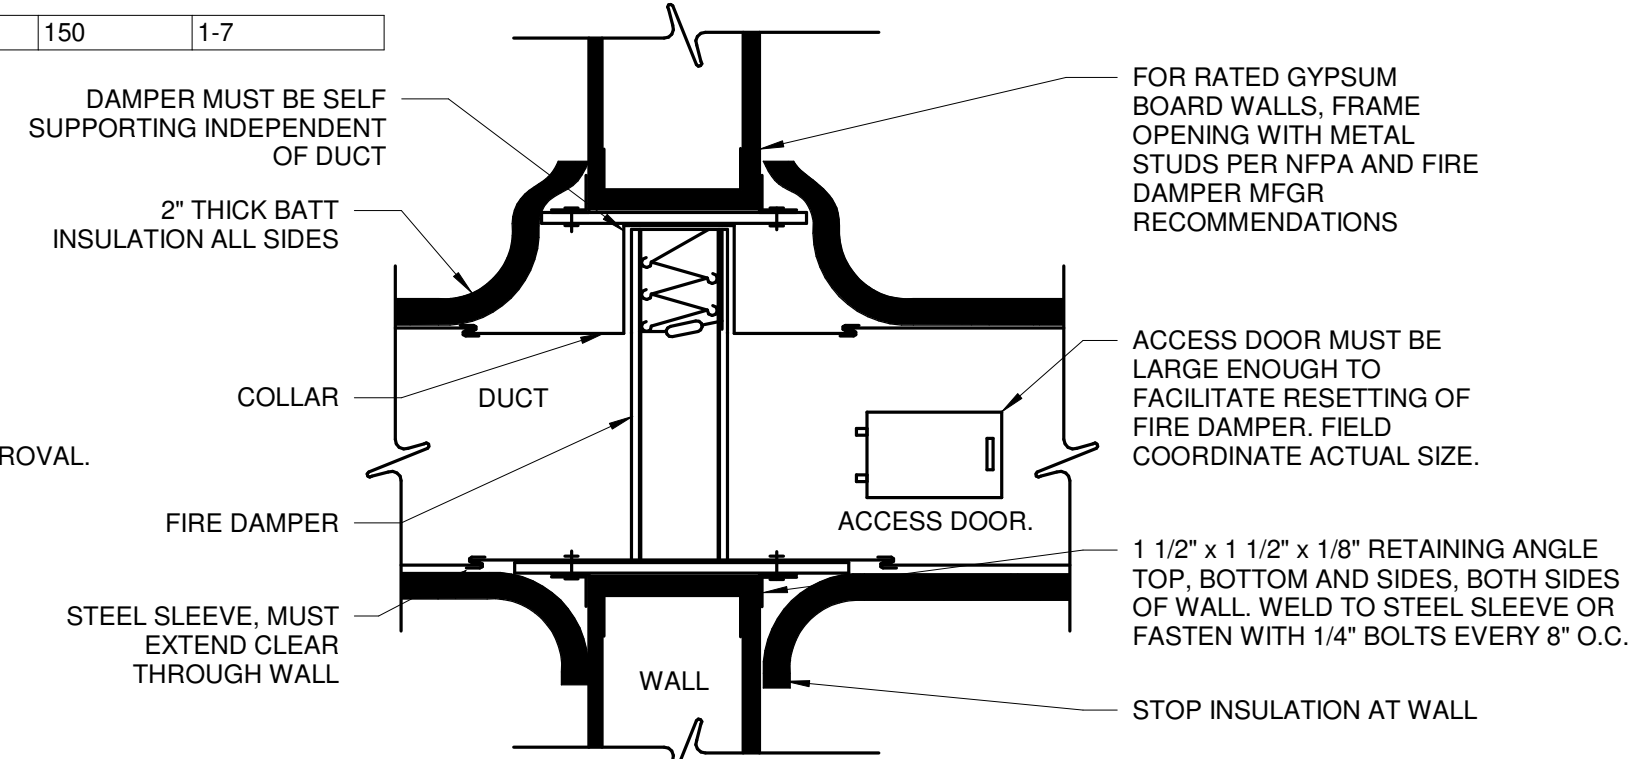 150 1-7
DAMPER MUST BE SELF
SUPPORTING INDEPENDENT
OF DUCT
2" THICK BATT
INSULATION ALL SIDES
COLLAR
DUCT
ROVAL.
FIRE DAMPER
STEEL SLEEVE, MUST
EXTEND CLEAR
THROUGH WALL
WALL
ACCESS DOOR.
FOR RATED GYPSUM
BOARD WALLS, FRAME
OPENING WITH METAL
STUDS PER NFPA AND FIRE
DAMPER MFGR
RECOMMENDATIONS
ACCESS DOOR MUST BE
LARGE ENOUGH TO
FACILITATE RESETTING OF
FIRE DAMPER. FIELD
COORDINATE ACTUAL SIZE.
1 1/2" x 1 1/2" x 1/8" RETAINING ANGLE
TOP, BOTTOM AND SIDES, BOTH SIDES
OF WALL. WELD TO STEEL SLEEVE OR
FASTEN WITH 1/4" BOLTS EVERY 8" O.C.
STOP INSULATION AT WALL